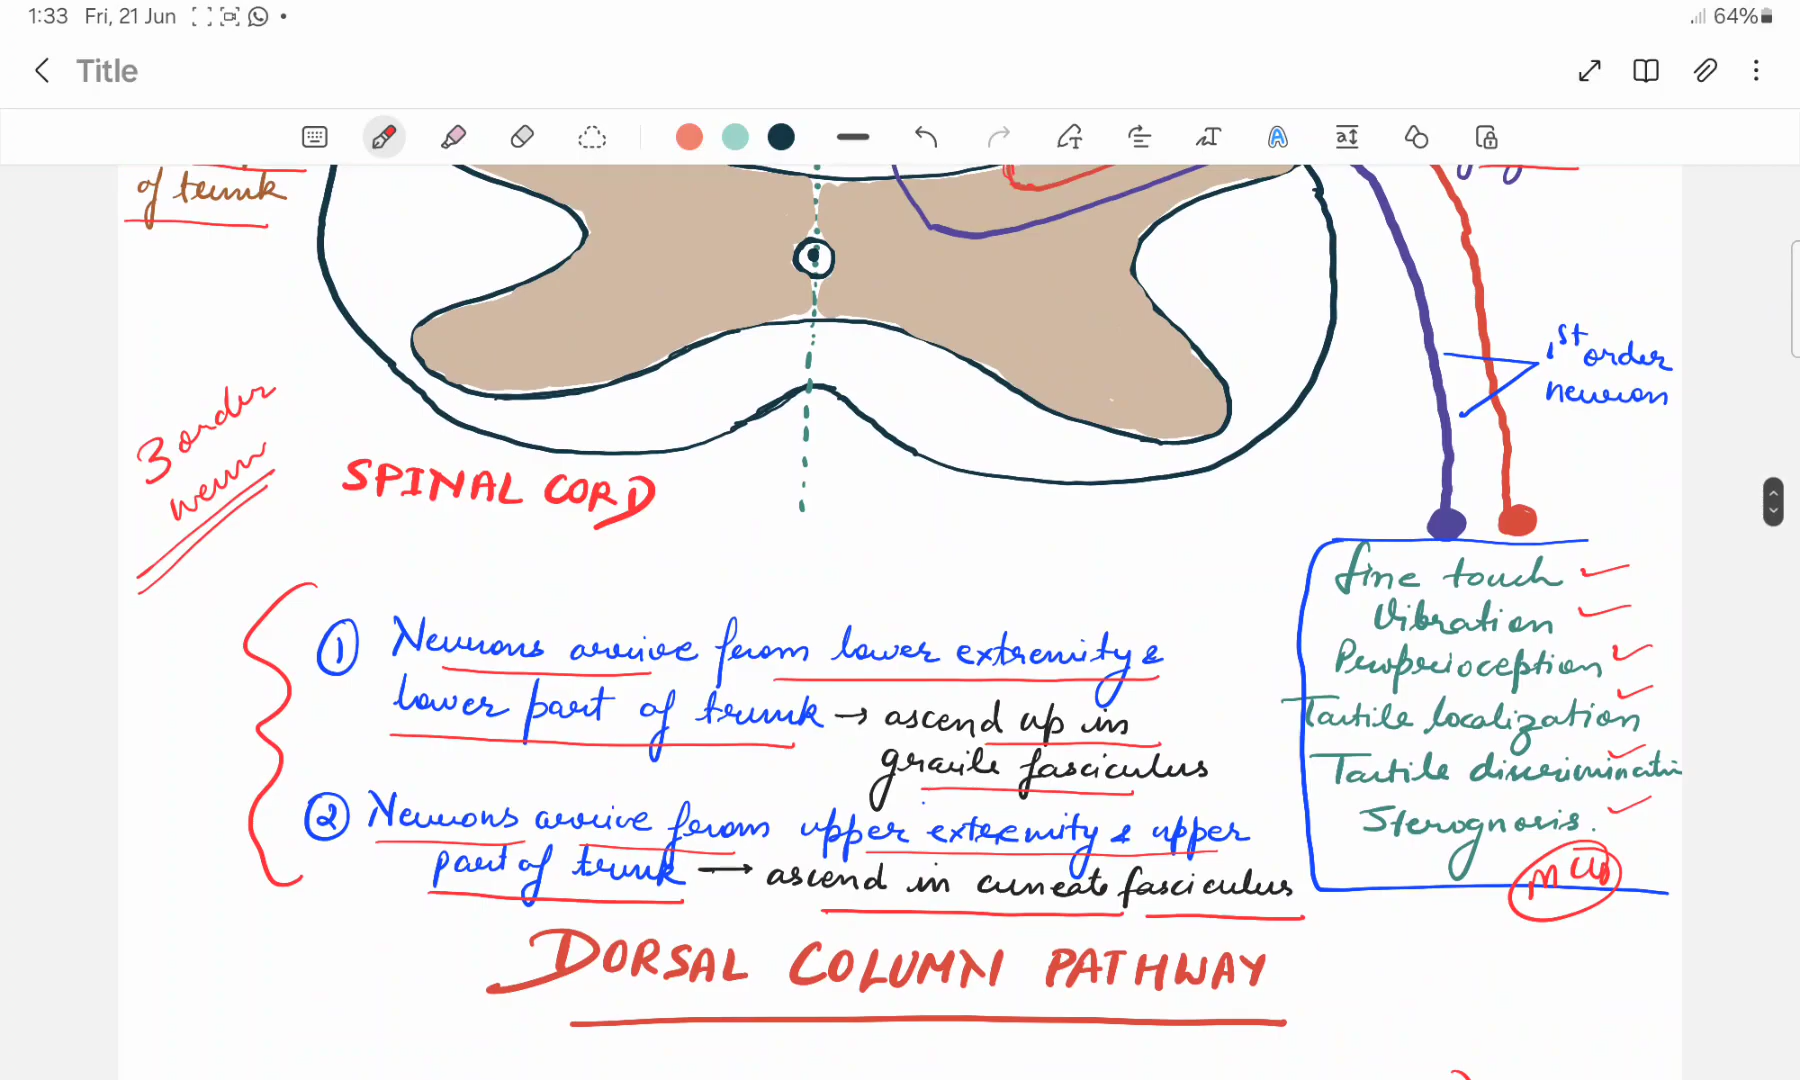 1:33 Fri, 21 Jun
64%
Title
of trunk
1st order
neuron
3 order
SPINAL CORD
fine touch
Vibration
Proprioception
Tactile localization
Tactile discrimination
Sterognosis.
MCQ
① Neurons arrive from lower extremity &
lower part of trunk → ascend up in
gracile fasciculus
② Neurons arrive from upper extremity & upper
part of trunk → ascend in cuneate fasciculus
DORSAL COLUMN PATHWAY